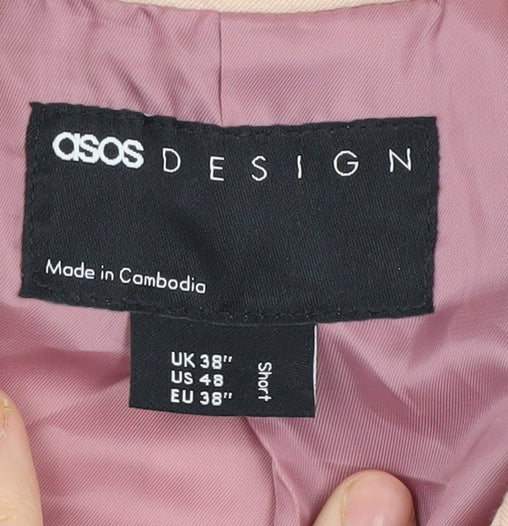 asos DESIGN
Made in Cambodia
UK 38" Short
US 48
EU 38"